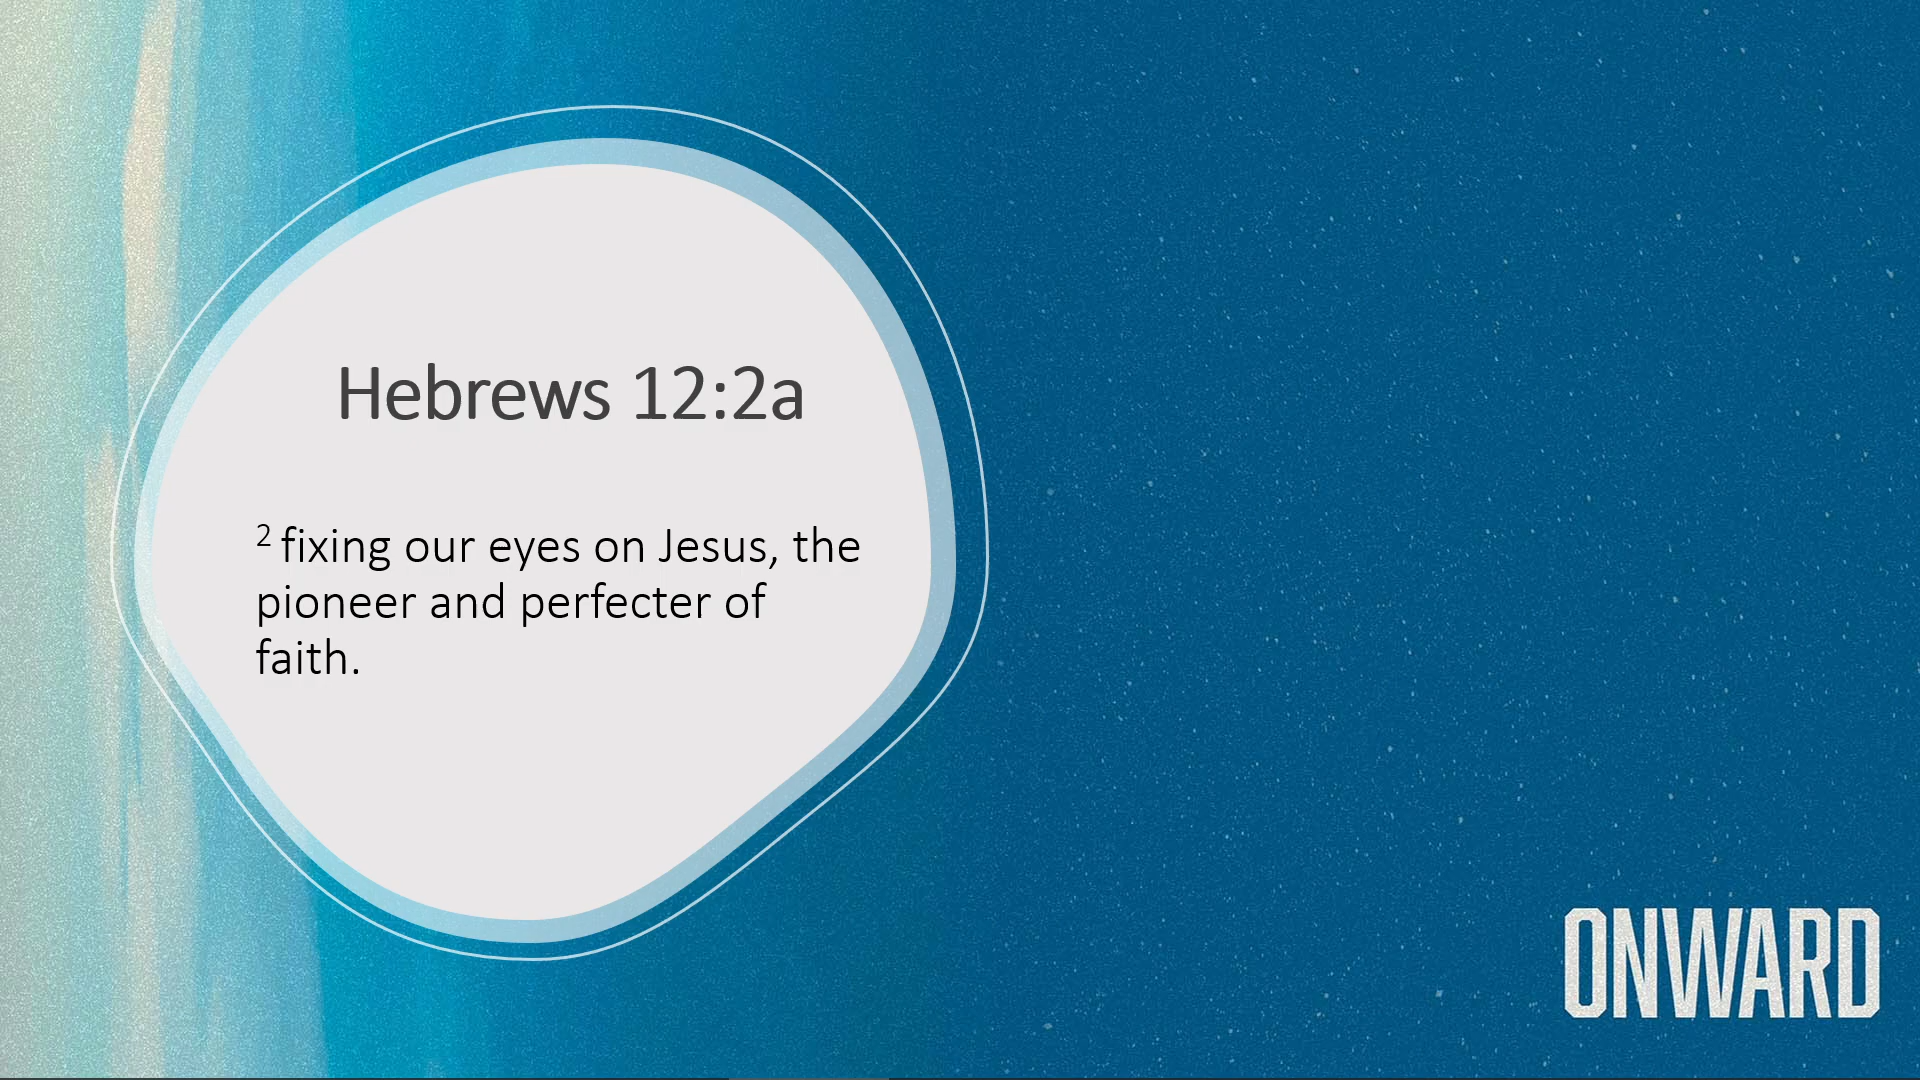 Hebrews 12:2a
2 fixing our eyes on Jesus, the
pioneer and perfecter of
faith.
ONWARD